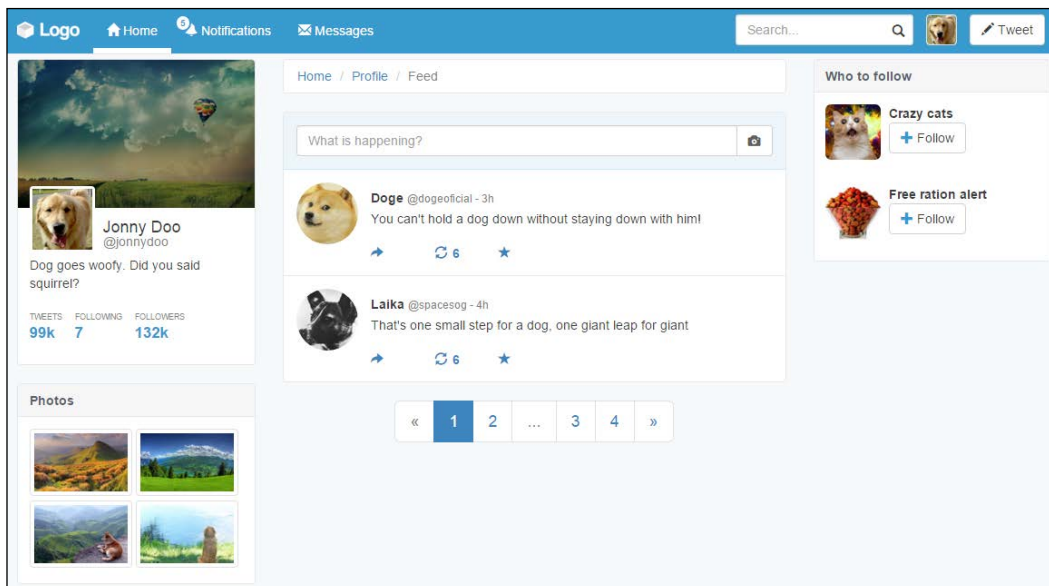 Logo
Home
5
Notifications
Messages
Search...
Tweet
Jonny Doo
@jonnydoo
Dog goes woofy. Did you said
squirrel?
TWEETS FOLLOWING FOLLOWERS
99k 7 132k
Photos
Home / Profile / Feed
What is happening?
Doge @dogeoficial - 3h
You can't hold a dog down without staying down with him!
6
Laika @spacesog - 4h
That's one small step for a dog, one giant leap for giant
6
« 1 2 ... 3 4 »
Who to follow
Crazy cats
Follow
Free ration alert
Follow